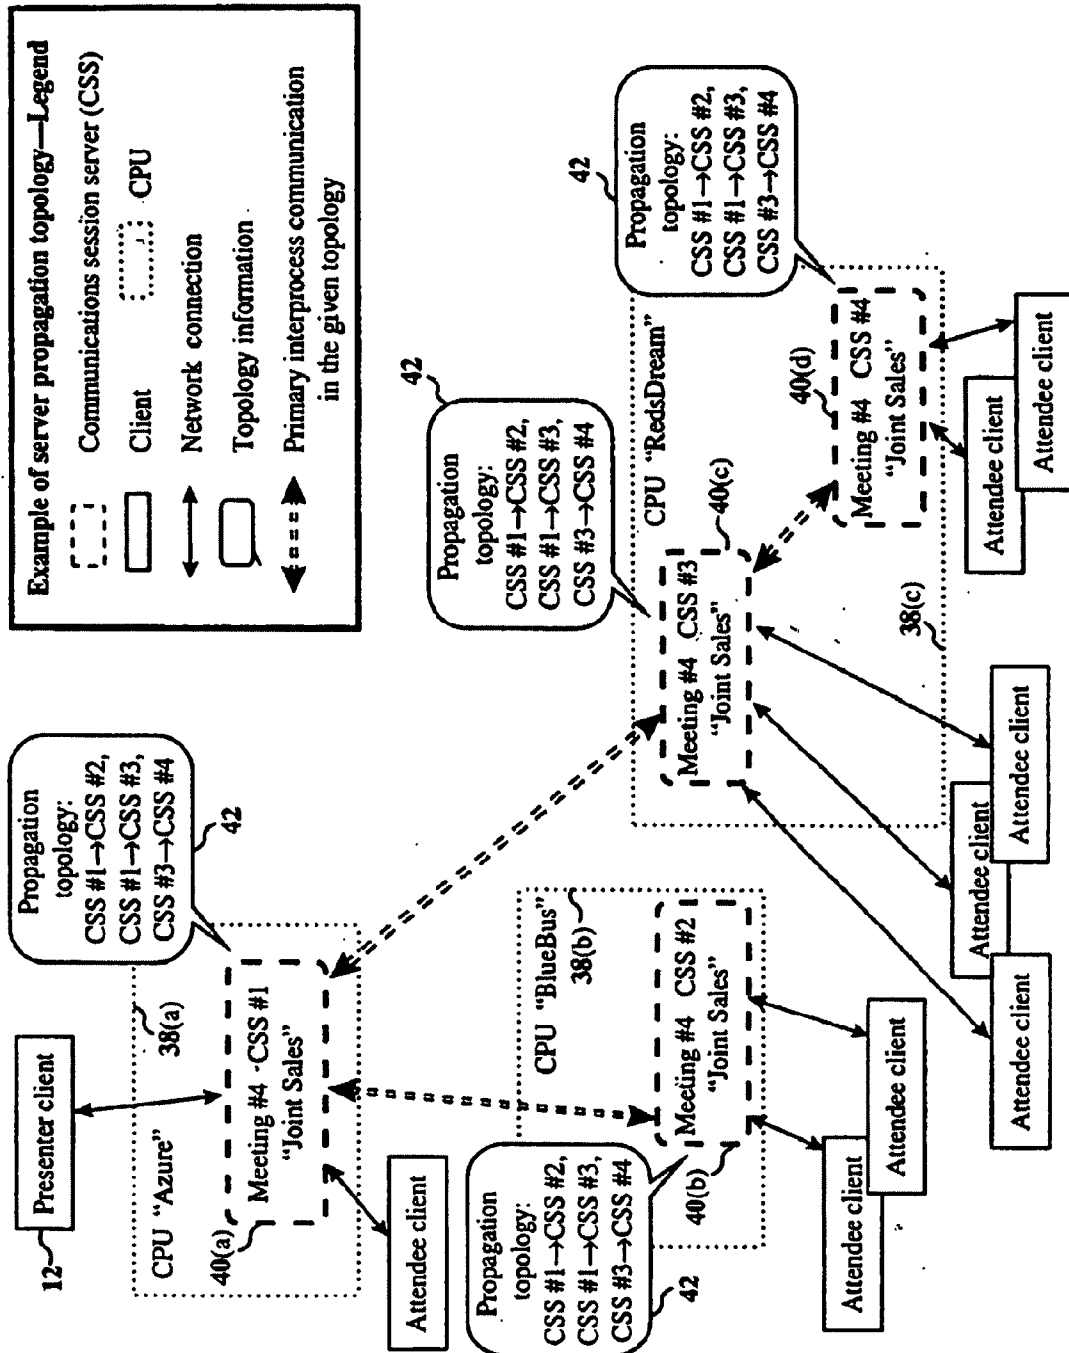 Example of server propagation topology—Legend
Communications session server (CSS)
Client
CPU
Network connection
Topology information
Primary interprocess communication
in the given topology
12
Presenter client
CPU "Azure"
38(a)
40(a)
Meeting #4 -CSS #1
"Joint Sales"
Propagation
topology:
CSS #1→CSS #2,
CSS #1→CSS #3,
CSS #3→CSS #4
42
Attendee client
Propagation
topology:
CSS #1→CSS #2,
CSS #1→CSS #3,
CSS #3→CSS #4
42
CPU "BlueBus"
38(b)
Meeting #4 CSS #2
"Joint Sales"
40(b)
Attendee client
Attendee client
Propagation
topology:
CSS #1→CSS #2,
CSS #1→CSS #3,
CSS #3→CSS #4
42
CPU "RedsDream"
Meeting #4 CSS #3
"Joint Sales"
40(c)
38(c)
Attendee client
Attendee client
Attendee client
Propagation
topology:
CSS #1→CSS #2,
CSS #1→CSS #3,
CSS #3→CSS #4
42
40(d)
Meeting #4 CSS #4
"Joint Sales"
Attendee client
Attendee client